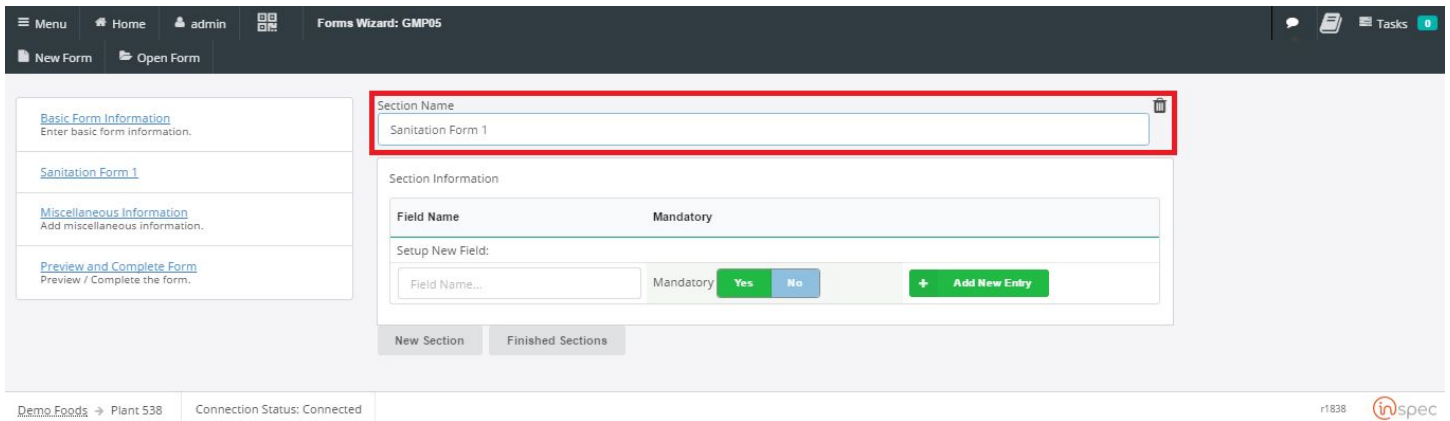 Menu Home admin Forms Wizard: GMP05 Tasks 0
New Form Open Form
Basic Form Information
Enter basic form information.
Sanitation Form 1
Miscellaneous Information
Add miscellaneous information.
Preview and Complete Form
Preview / Complete the form.
Section Name
Sanitation Form 1
Section Information
Field Name Mandatory
Setup New Field:
Field Name... Mandatory Yes No + Add New Entry
New Section Finished Sections
Demo Foods → Plant 538 Connection Status: Connected r1838 inspec